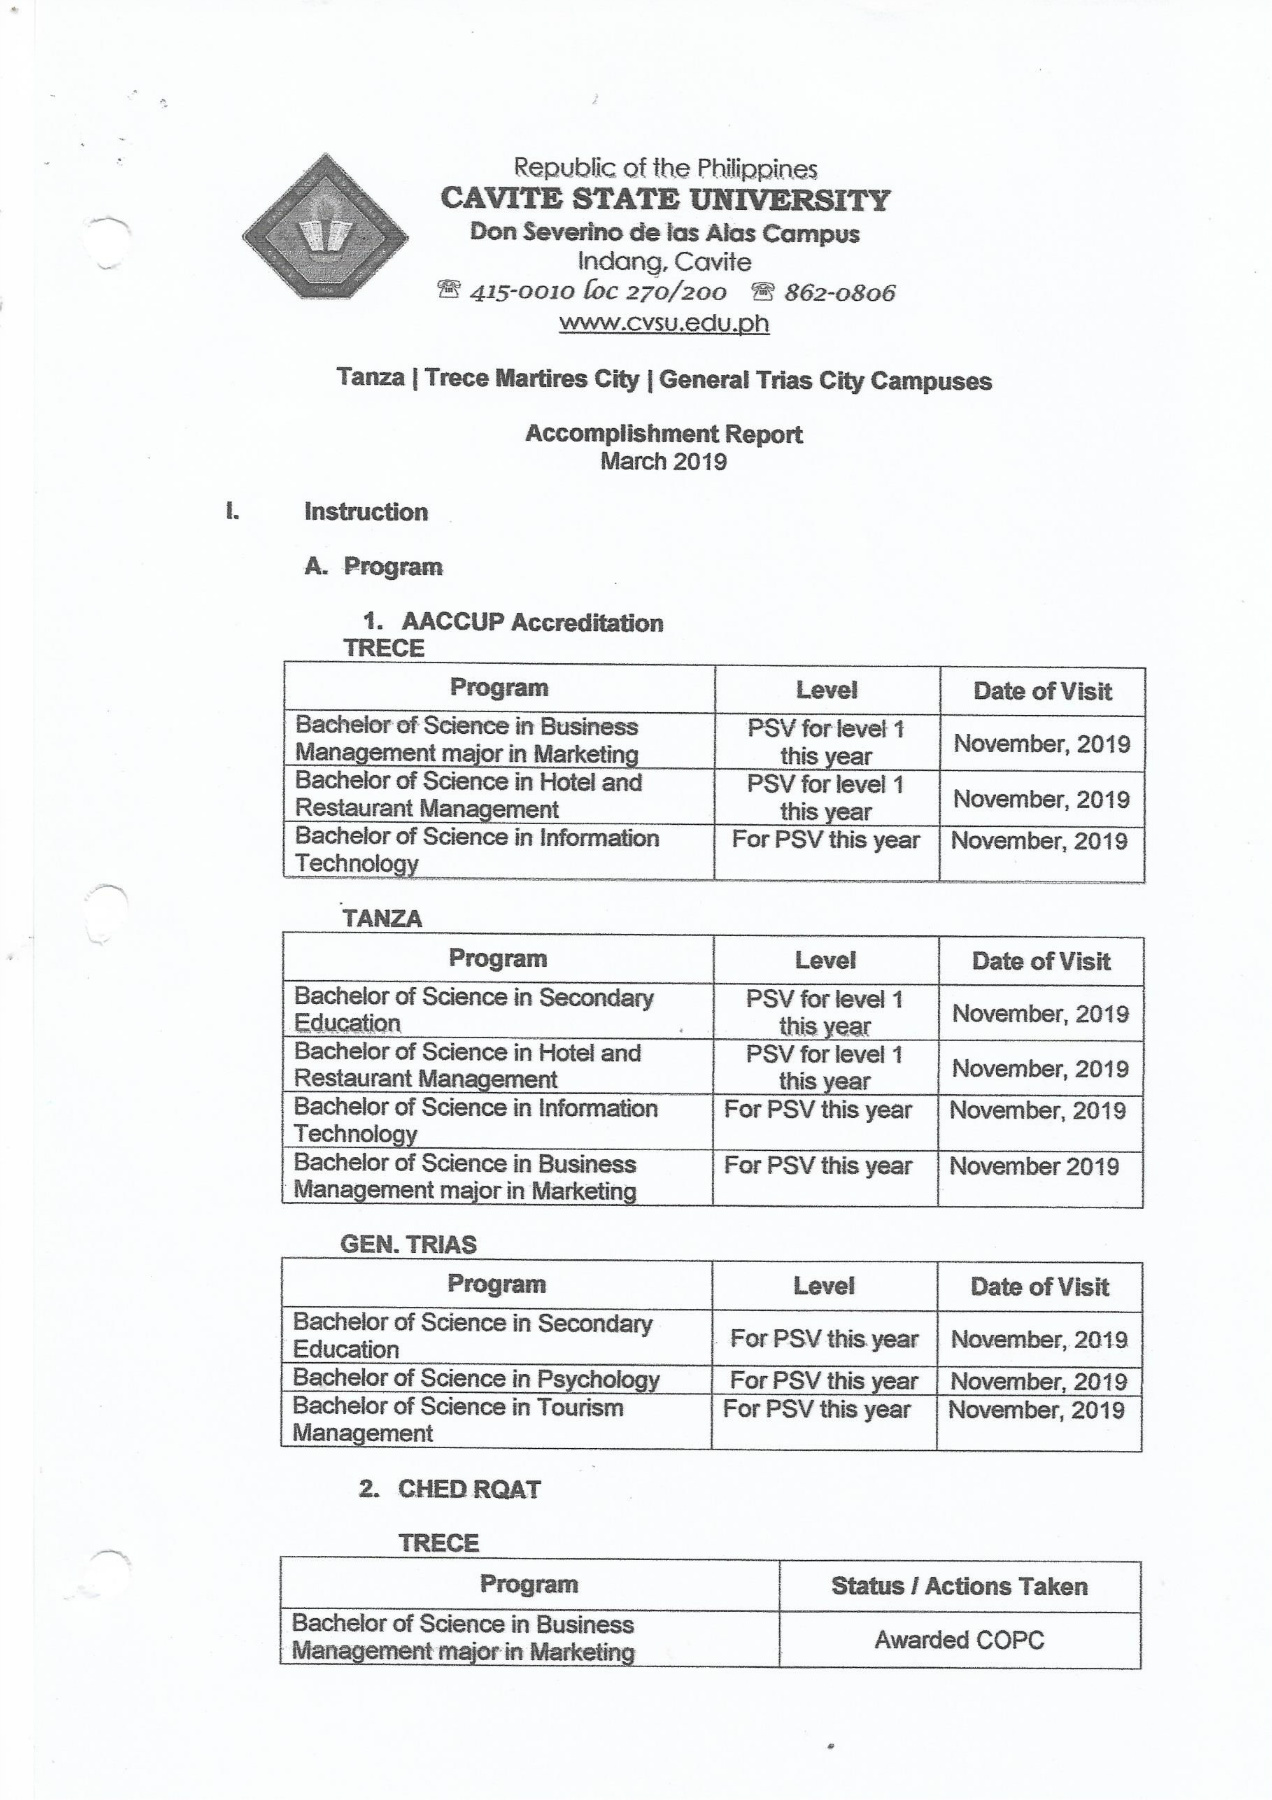 Republic of the Philippines
CAVITE STATE UNIVERSITY
Don Severino de las Alas Campus
Indang, Cavite
☏ 415-0010 loc 270/200 ☏ 862-0806
www.cvsu.edu.ph
Tanza | Trece Martires City | General Trias City Campuses
Accomplishment Report
March 2019
I. Instruction
A. Program
1. AACCUP Accreditation
TRECE
Program Level Date of Visit
Bachelor of Science in Business PSV for level 1
Management major in Marketing this year November, 2019
Bachelor of Science in Hotel and PSV for level 1
Restaurant Management this year November, 2019
Bachelor of Science in Information For PSV this year November, 2019
Technology
TANZA
Program Level Date of Visit
Bachelor of Science in Secondary PSV for level 1
Education this year November, 2019
Bachelor of Science in Hotel and PSV for level 1
Restaurant Management this year November, 2019
Bachelor of Science in Information For PSV this year November, 2019
Technology
Bachelor of Science in Business For PSV this year November 2019
Management major in Marketing
GEN. TRIAS
Program Level Date of Visit
Bachelor of Science in Secondary
Education For PSV this year November, 2019
Bachelor of Science in Psychology For PSV this year November, 2019
Bachelor of Science in Tourism For PSV this year November, 2019
Management
2. CHED RQAT
TRECE
Program Status / Actions Taken
Bachelor of Science in Business
Management major in Marketing Awarded COPC